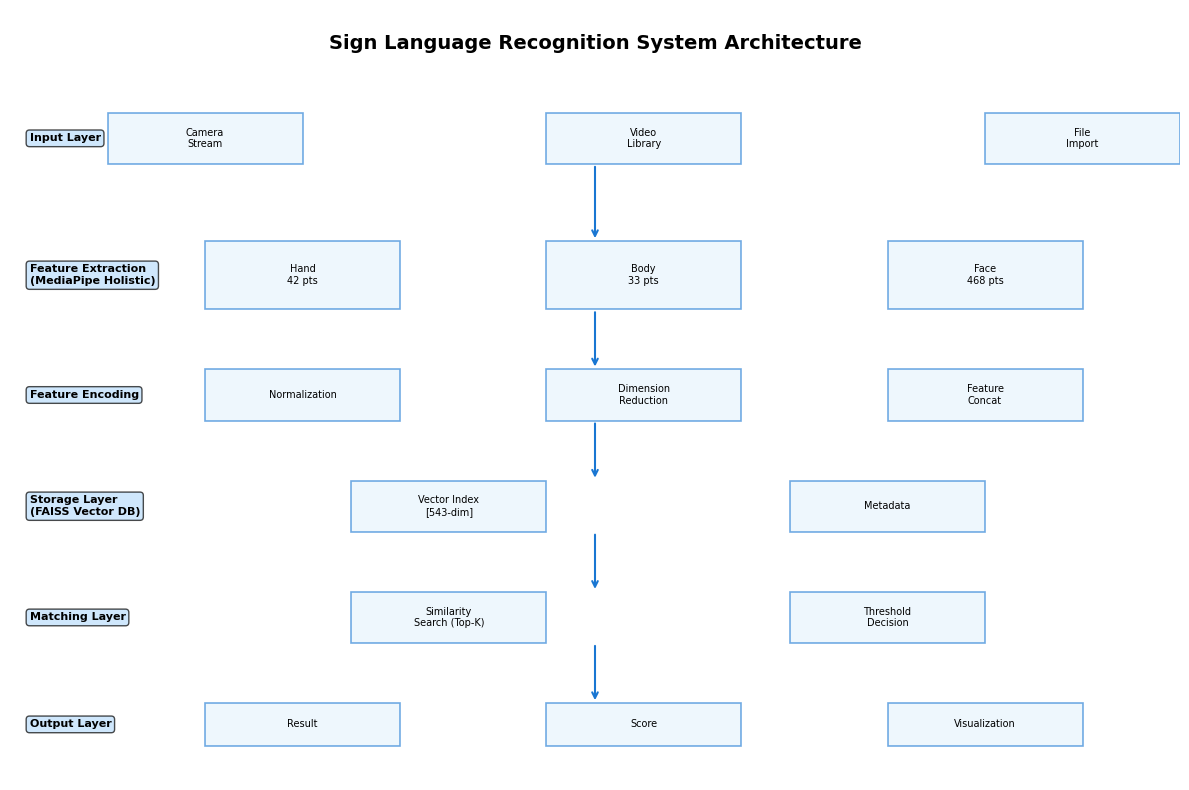 Sign Language Recognition System Architecture
Input Layer
Camera
Stream
Video
Library
File
Import
Feature Extraction
(MediaPipe Holistic)
Hand
42 pts
Body
33 pts
Face
468 pts
Feature Encoding
Normalization
Dimension
Reduction
Feature
Concat
Storage Layer
(FAISS Vector DB)
Vector Index
[543-dim]
Metadata
Matching Layer
Similarity
Search (Top-K)
Threshold
Decision
Output Layer
Result
Score
Visualization